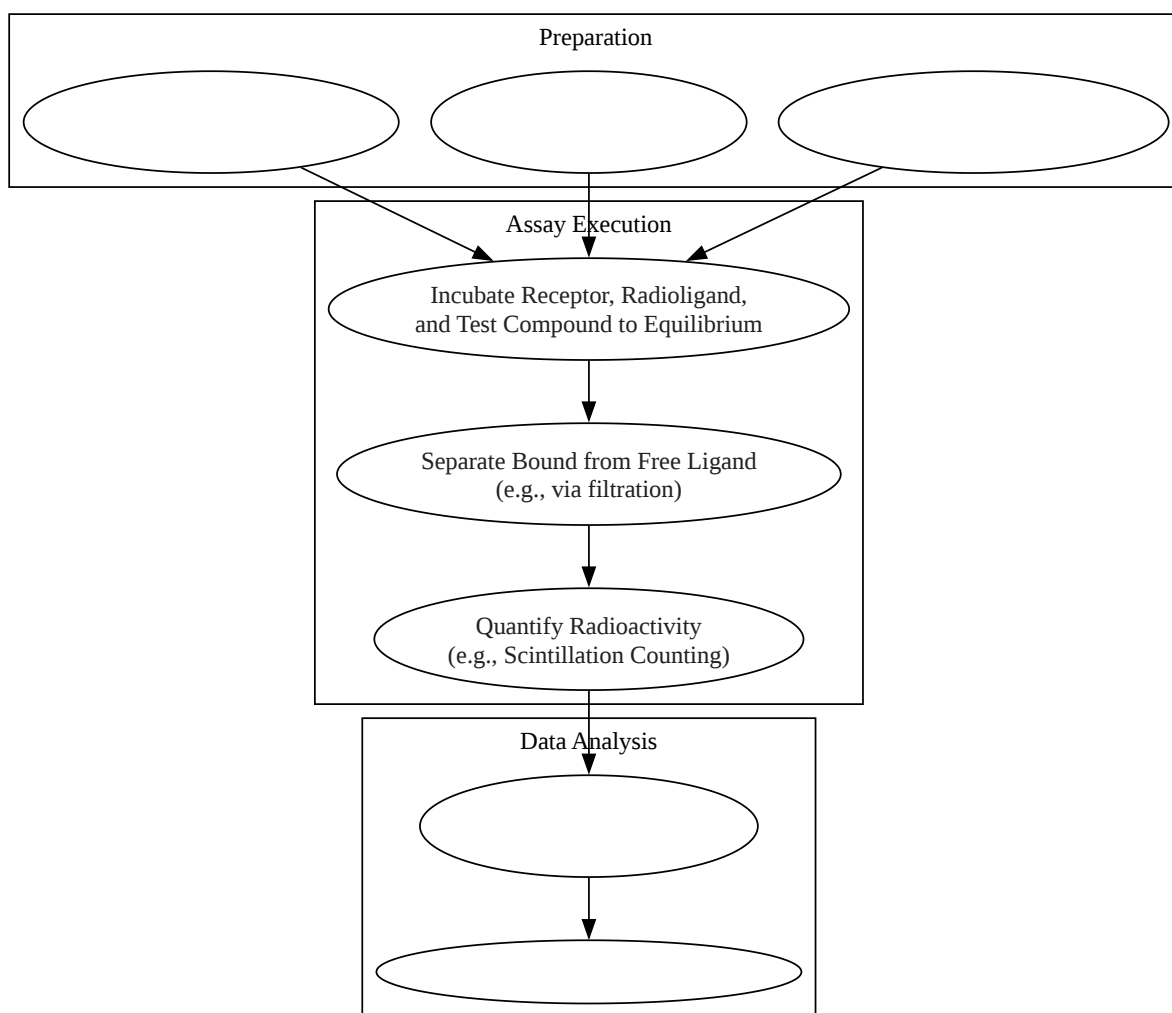 Preparation
Assay Execution
Incubate Receptor, Radioligand,
and Test Compound to Equilibrium
Separate Bound from Free Ligand
(e.g., via filtration)
Quantify Radioactivity
(e.g., Scintillation Counting)
Data Analysis